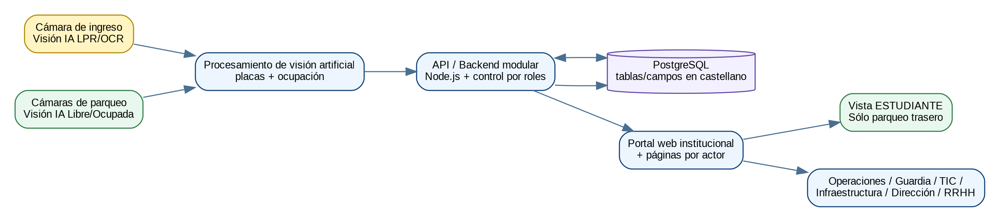 Cámara de ingreso
Visión IA LPR/OCR
Cámaras de parqueo
Visión IA Libre/Ocupada
Procesamiento de visión artificial
placas + ocupación
API / Backend modular
Node.js + control por roles
PostgreSQL
tablas/campos en castellano
Portal web institucional
+ páginas por actor
Vista ESTUDIANTE
Sólo parqueo trasero
Operaciones / Guardia / TIC /
Infraestructura / Dirección / RRHH